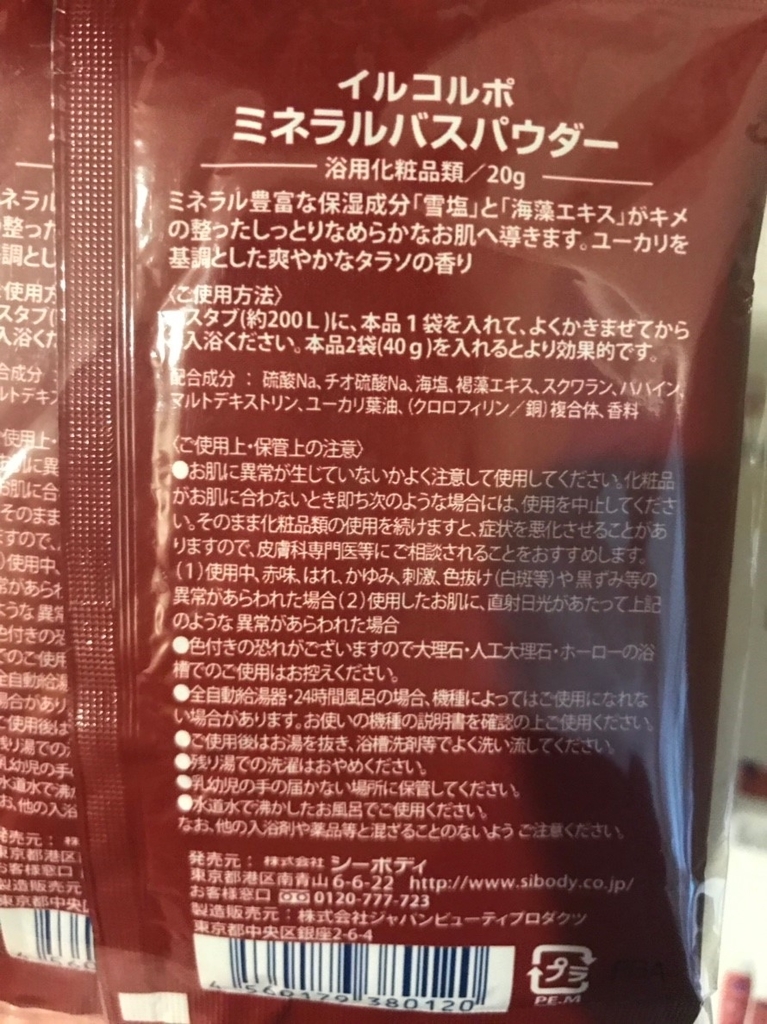 イルコルポ
ミネラルバスパウダー
浴用化粧品類／20g
ミネラル豊富な保湿成分「雪塩」と「海藻エキス」がキメ
の整ったしっとりなめらかなお肌へ導きます。ユーカリを
基調とした爽やかなタラソの香り
〈ご使用方法〉
スタブ(約200L)に、本品1袋を入れて、よくかきまぜてから
入浴ください。本品2袋(40g)を入れるとより効果的です。
配合成分 : 硫酸Na、チオ硫酸Na、海塩、褐藻エキス、スクワラン、パパイン、
マルトデキストリン、ユーカリ葉油、(クロロフィリン／銅)複合体、香料
〈ご使用上・保管上の注意〉
●お肌に異常が生じていないかよく注意して使用してください。化粧品
がお肌に合わないとき即ち次のような場合には、使用を中止してくださ
い。そのまま化粧品類の使用を続けますと、症状を悪化させることがあ
りますので、皮膚科専門医等にご相談されることをおすすめします。
(1)使用中、赤味、はれ、かゆみ、刺激、色抜け(白斑等)や黒ずみ等の
異常があらわれた場合(2)使用したお肌に、直射日光があたって上記
のような異常があらわれた場合
●色付きの恐れがございますので大理石・人工大理石・ホーローの浴
槽でのご使用はお控えください。
●全自動給湯器・24時間風呂の場合、機種によってはご使用になれな
い場合があります。お使いの機種の説明書を確認の上ご使用ください。
●ご使用後はお湯を抜き、浴槽洗剤等でよく洗い流してください。
●残り湯での洗濯はおやめください。
●乳幼児の手の届かない場所に保管してください。
●水道水で沸かしたお風呂でご使用ください。
なお、他の入浴剤や薬品等と混ざることのないようご注意ください。
発売元 : 株式会社 シーボディ
東京都港区南青山6-6-22 http://www.sibody.co.jp/
お客様窓口 0120-777-723
製造販売元 : 株式会社ジャパンビューティプロダクツ
東京都中央区銀座2-6-4
4 560179 380120
プラ
PE.M